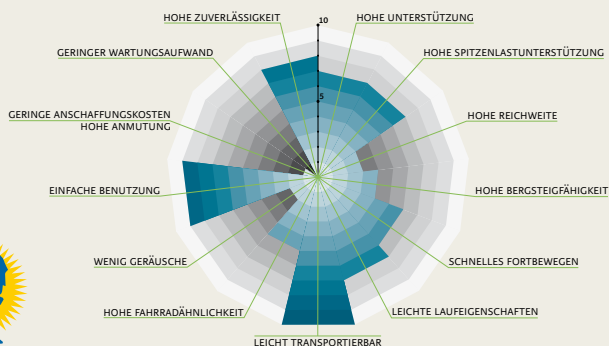 HOHE ZUVERLÄSSIGKEIT
10
HOHE UNTERSTÜTZUNG
GERINGER WARTUNGSAUFWAND
HOHE SPITZENLASTUNTERSTÜTZUNG
5
GERINGE ANSCHAFFUNGSKOSTEN
HOHE ANMUTUNG
HOHE REICHWEITE
EINFACHE BENUTZUNG
HOHE BERGSTEIGFÄHIGKEIT
WENIG GERÄUSCHE
SCHNELLES FORTBEWEGEN
HOHE FAHRRADÄHNLICHKEIT
LEICHTE LAUFEIGENSCHAFTEN
LEICHT TRANSPORTIERBAR